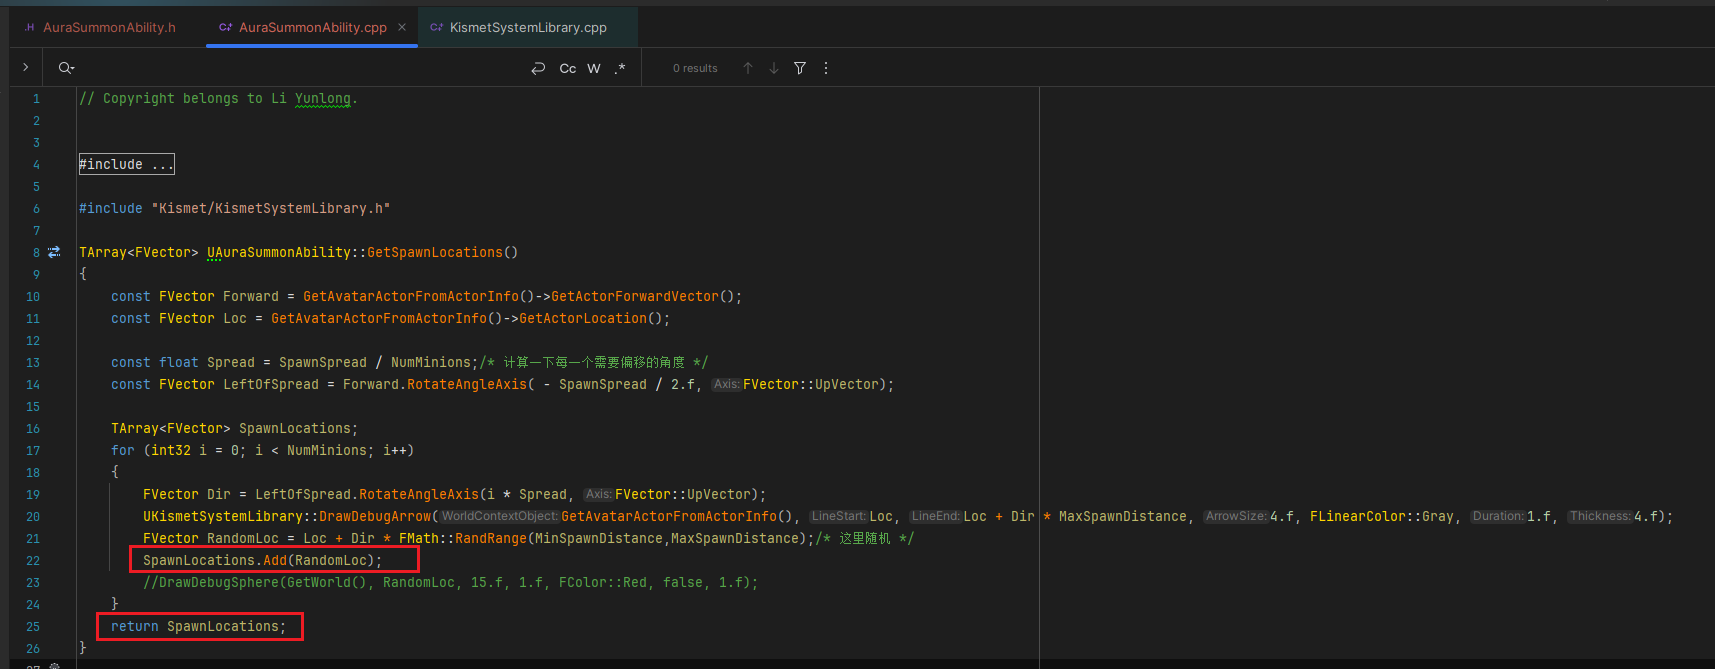 .H AuraSummonAbility.h C+ AuraSummonAbility.cpp × C+ KismetSystemLibrary.cpp
Cc W .* 0 results
1 // Copyright belongs to Li Yunlong.
2
3
4 #include ...
5
6 #include "Kismet/KismetSystemLibrary.h"
7
8 TArray<FVector> UAuraSummonAbility::GetSpawnLocations()
9 {
10 const FVector Forward = GetAvatarActorFromActorInfo()->GetActorForwardVector();
11 const FVector Loc = GetAvatarActorFromActorInfo()->GetActorLocation();
12
13 const float Spread = SpawnSpread / NumMinions;/* 计算一下每一个需要偏移的角度 */
14 const FVector LeftOfSpread = Forward.RotateAngleAxis( - SpawnSpread / 2.f, Axis: FVector::UpVector);
15
16 TArray<FVector> SpawnLocations;
17 for (int32 i = 0; i < NumMinions; i++)
18 {
19 FVector Dir = LeftOfSpread.RotateAngleAxis(i * Spread, Axis: FVector::UpVector);
20 UKismetSystemLibrary::DrawDebugArrow( WorldContextObject: GetAvatarActorFromActorInfo(), LineStart: Loc, LineEnd: Loc + Dir * MaxSpawnDistance, ArrowSize: 4.f, FLinearColor::Gray, Duration: 1.f, Thickness: 4.f);
21 FVector RandomLoc = Loc + Dir * FMath::RandRange(MinSpawnDistance,MaxSpawnDistance);/* 这里随机 */
22 SpawnLocations.Add(RandomLoc);
23 //DrawDebugSphere(GetWorld(), RandomLoc, 15.f, 1.f, FColor::Red, false, 1.f);
24 }
25 return SpawnLocations;
26 }
27